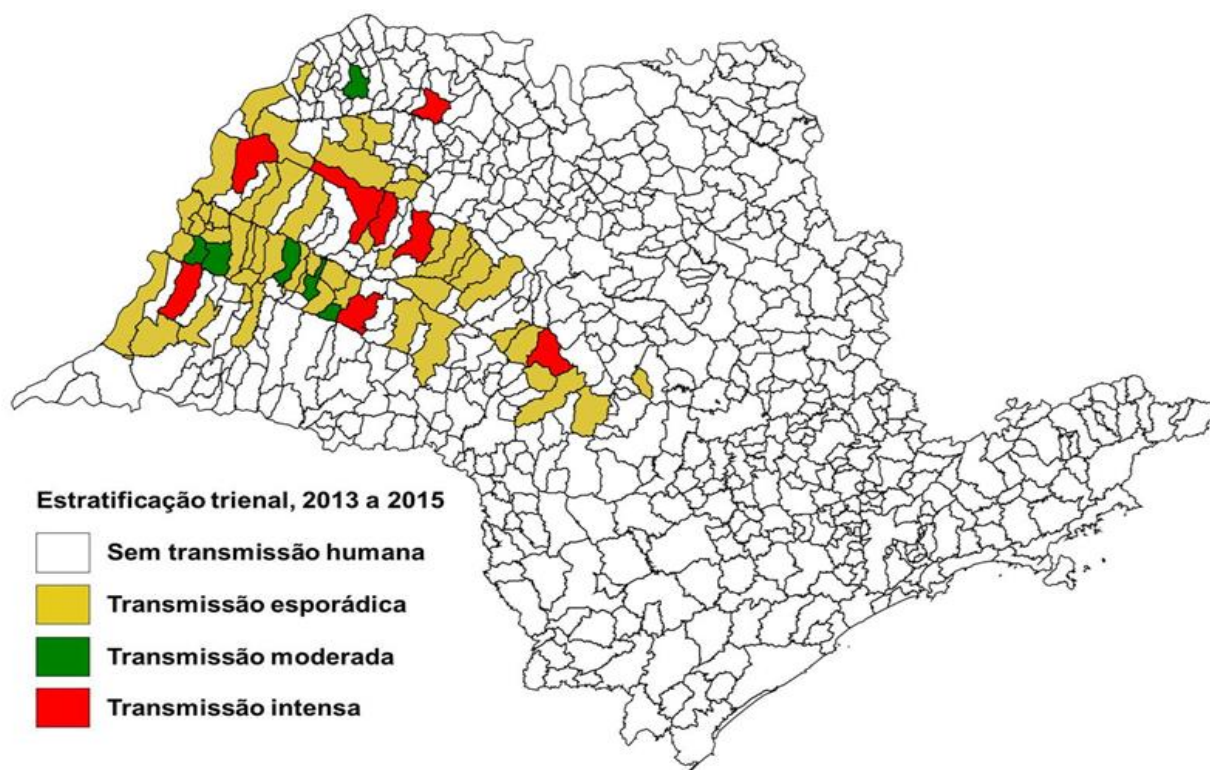 Estratificação trienal, 2013 a 2015
Sem transmissão humana
Transmissão esporádica
Transmissão moderada
Transmissão intensa